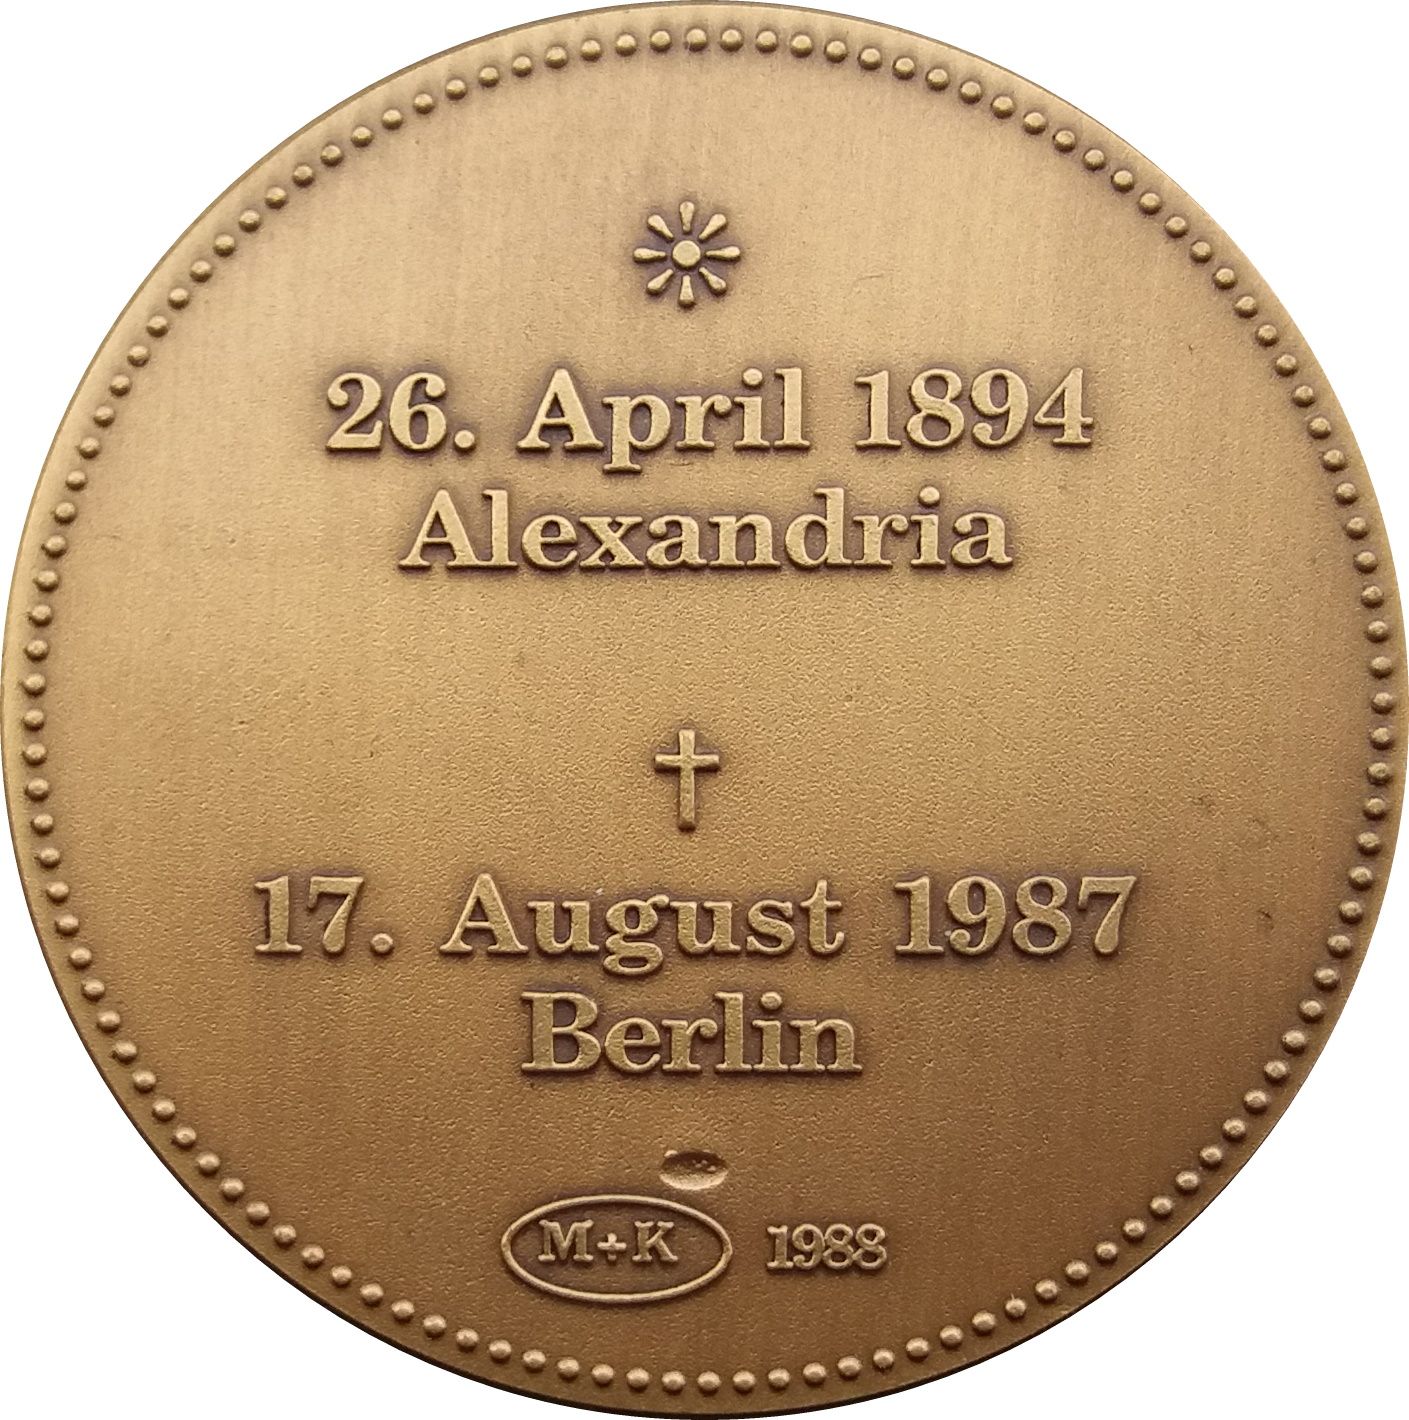 26. April 1894
Alexandria
17. August 1987
Berlin
M÷K 1988